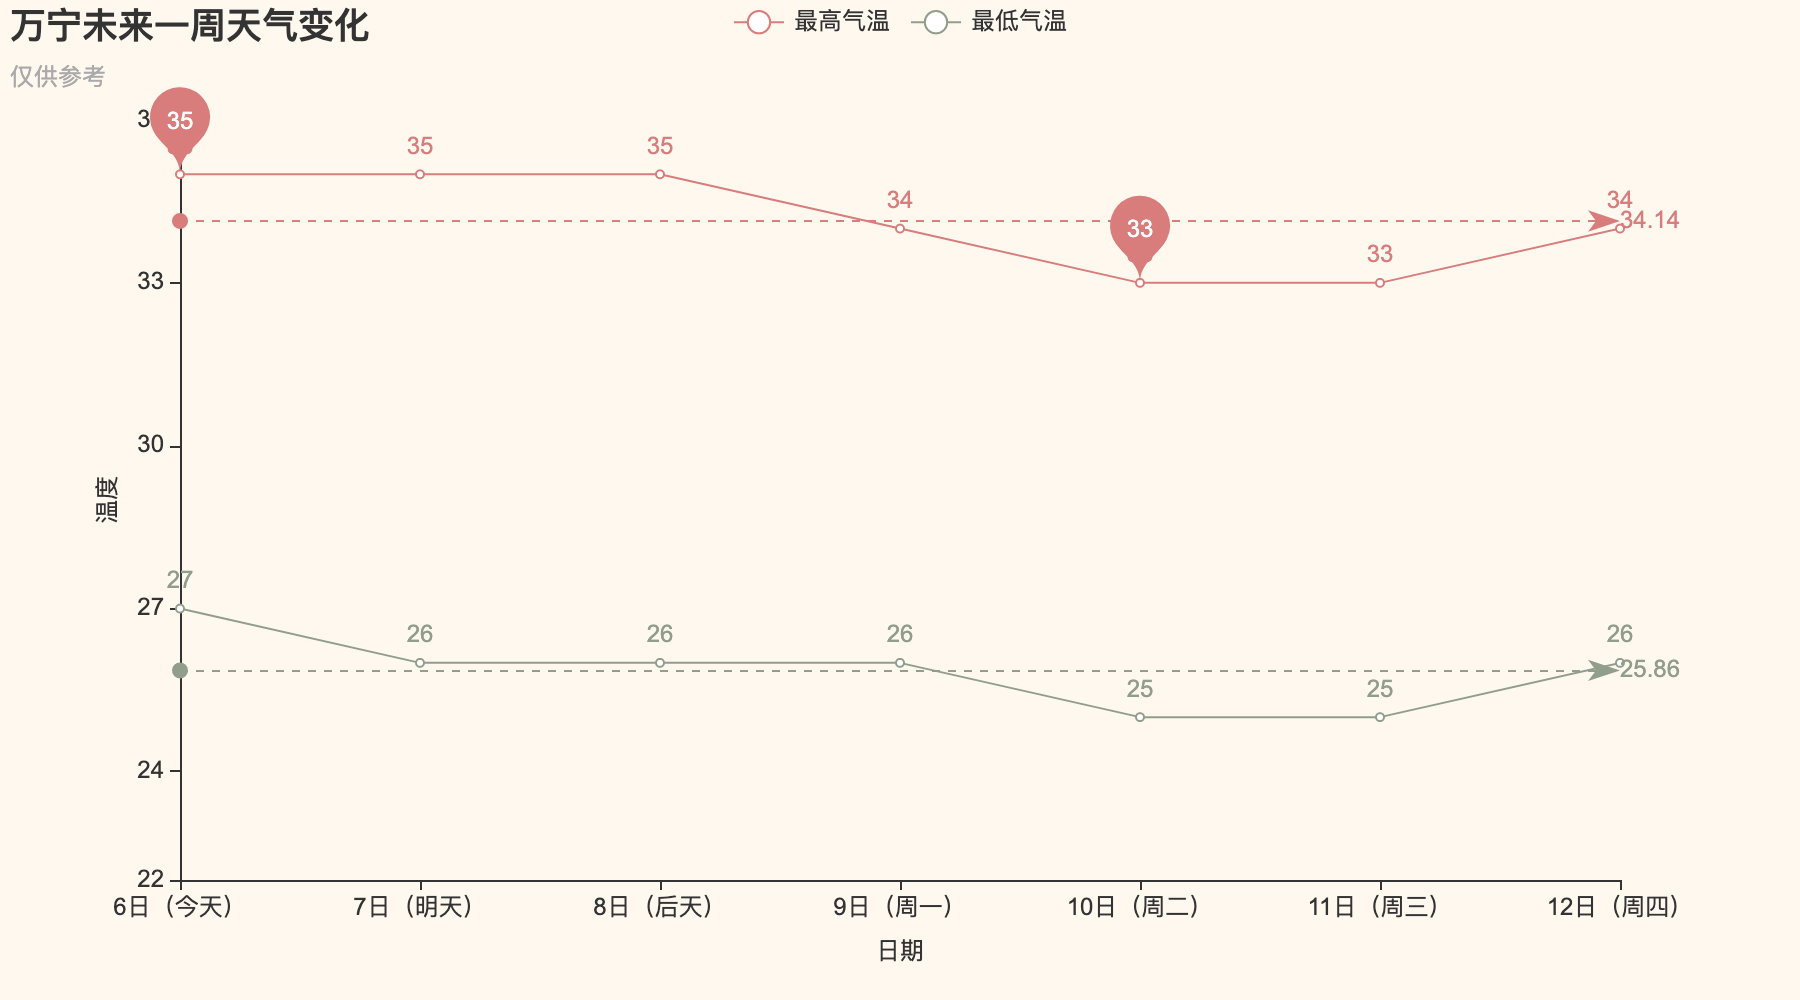 万宁未来一周天气变化
仅供参考
最高气温
最低气温
35
35
35
34
33
33
34
34.14
33
30
27
24
22
温度
27
26
26
26
25
25
26
25.86
6日（今天）
7日（明天）
8日（后天）
9日（周一）
10日（周二）
11日（周三）
12日（周四）
日期